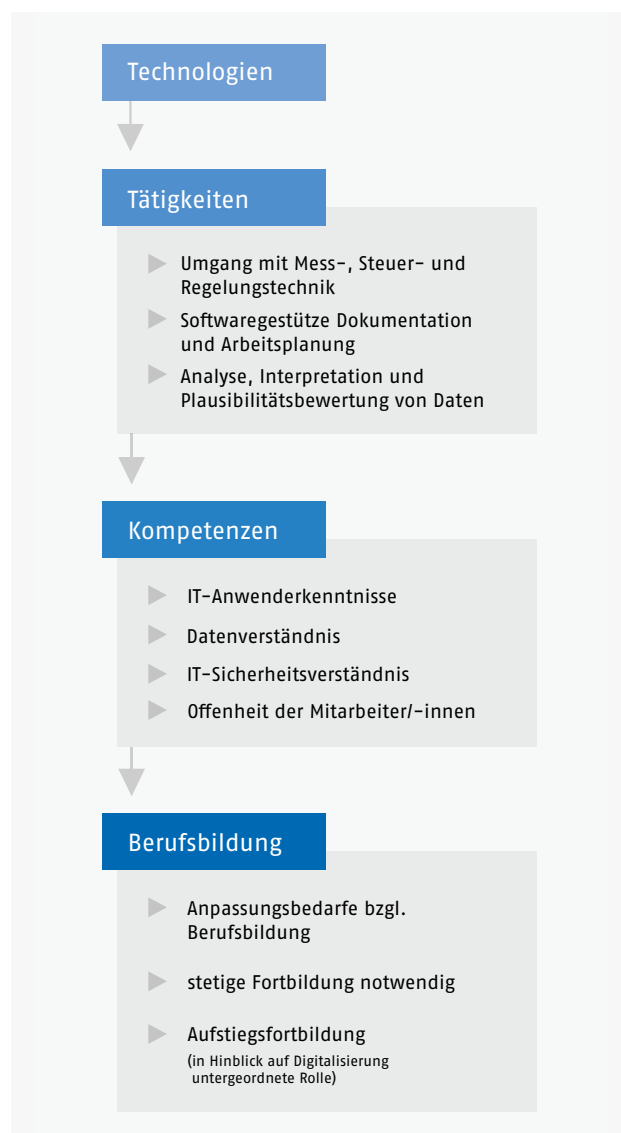 Technologien
Tätigkeiten
Umgang mit Mess-, Steuer- und
Regelungstechnik
Softwaregestütze Dokumentation
und Arbeitsplanung
Analyse, Interpretation und
Plausibilitätsbewertung von Daten
Kompetenzen
IT-Anwenderkenntnisse
Datenverständnis
IT-Sicherheitsverständnis
Offenheit der Mitarbeiter/-innen
Berufsbildung
Anpassungsbedarfe bzgl.
Berufsbildung
stetige Fortbildung notwendig
Aufstiegsfortbildung
(in Hinblick auf Digitalisierung
untergeordnete Rolle)